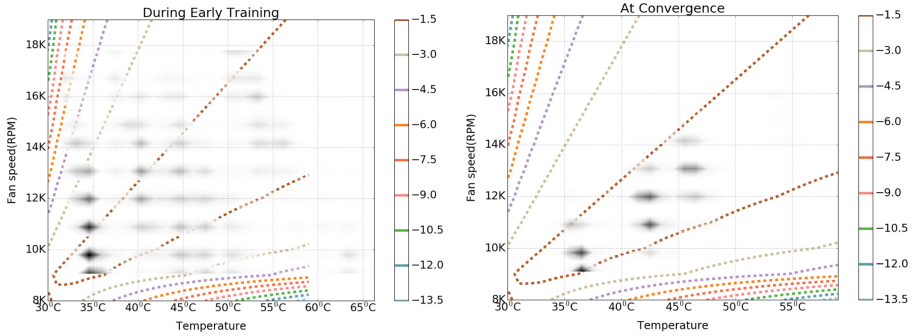 During Early Training
18K
16K
14K
12K
10K
8K
Fan speed(RPM)
30°C
35°C
40°C
45°C
50°C
55°C
60°C
65°C
Temperature
−1.5
−3.0
−4.5
−6.0
−7.5
−9.0
−10.5
−12.0
−13.5
At Convergence
18K
16K
14K
12K
10K
8K
Fan speed(RPM)
30°C
35°C
40°C
45°C
50°C
55°C
Temperature
−1.5
−3.0
−4.5
−6.0
−7.5
−9.0
−10.5
−12.0
−13.5